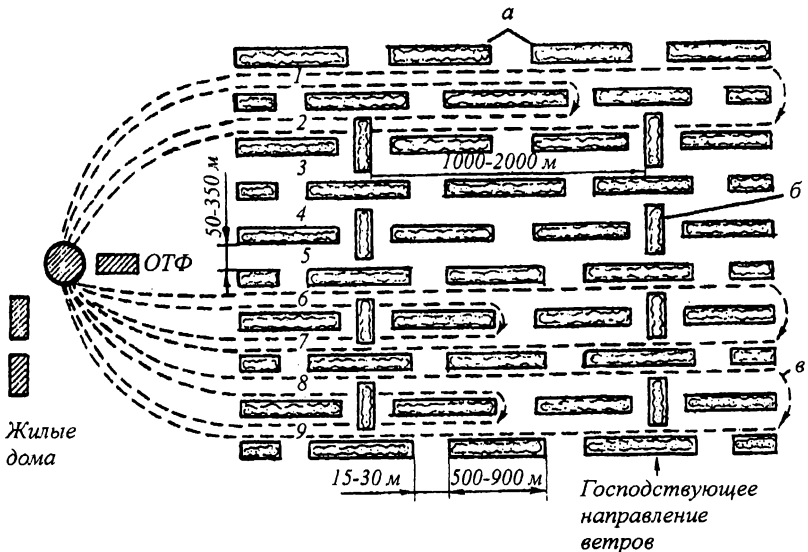 а
1
2
3
1000-2000 м
4
50-350 м
б
5
ОТФ
6
7
8
в
9
Жилые
дома
15-30 м
500-900 м
Господствующее
направление
ветров